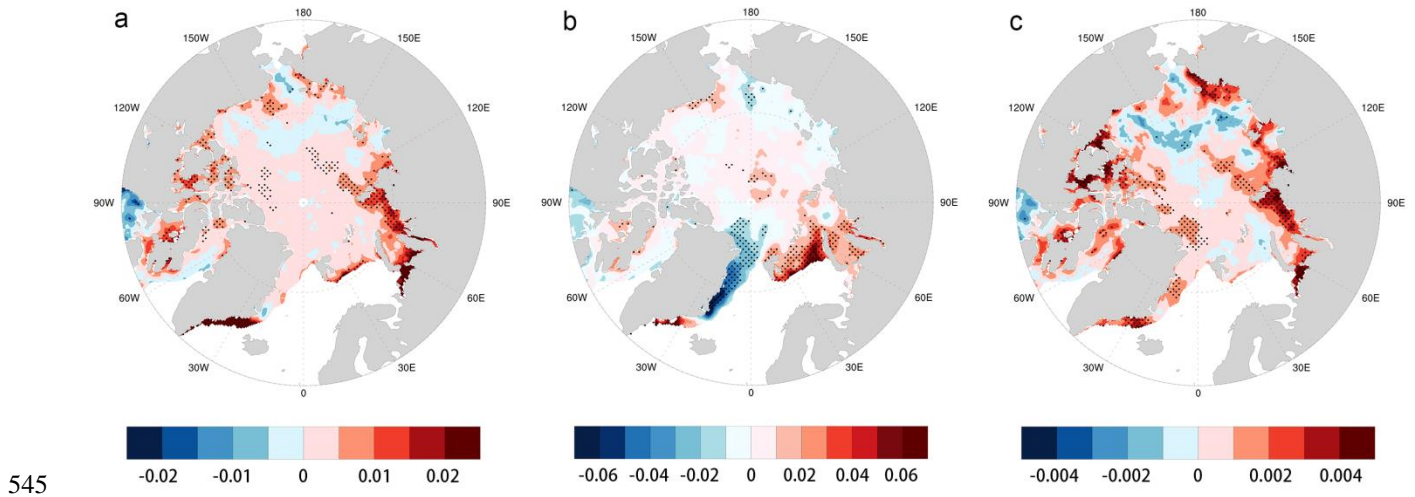 a b c
180 180 180
150W 150E 150W 150E 150W 150E
120W 120E 120W 120E 120W 120E
90W 90E 90W 90E 90W 90E
60W 60E 60W 60E 60W 60E
30W 30E 30W 30E 30W 30E
0 0 0
-0.02 -0.01 0 0.01 0.02 -0.06 -0.04 -0.02 0 0.02 0.04 0.06 -0.004 -0.002 0 0.002 0.004
545